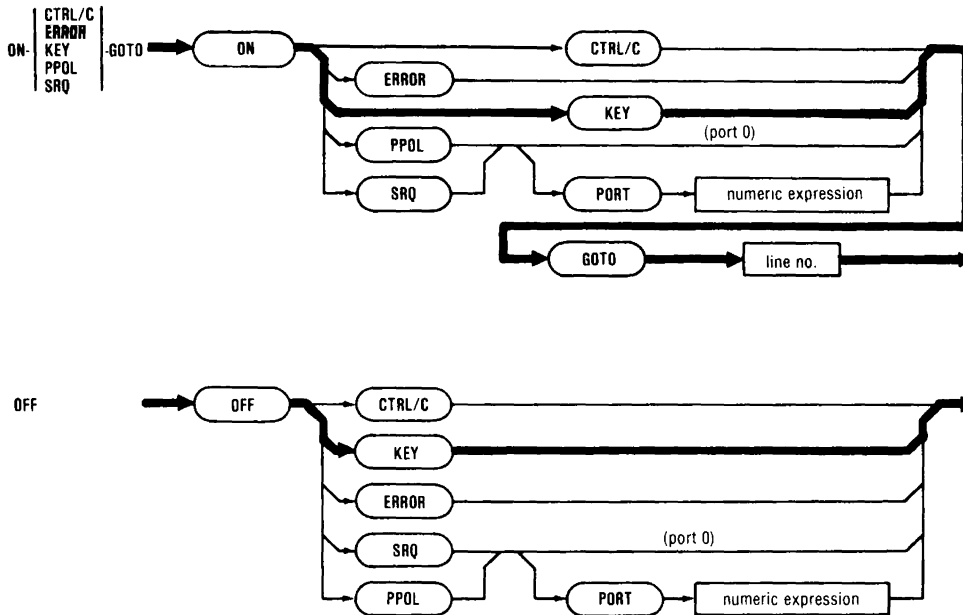 ON- CTRL/C ERROR KEY PPOL SRQ -GOTO
ON
CTRL/C
ERROR
KEY
PPOL
(port 0)
SRQ
PORT
numeric expression
GOTO
line no.
OFF
OFF
CTRL/C
KEY
ERROR
SRQ
(port 0)
PPOL
PORT
numeric expression